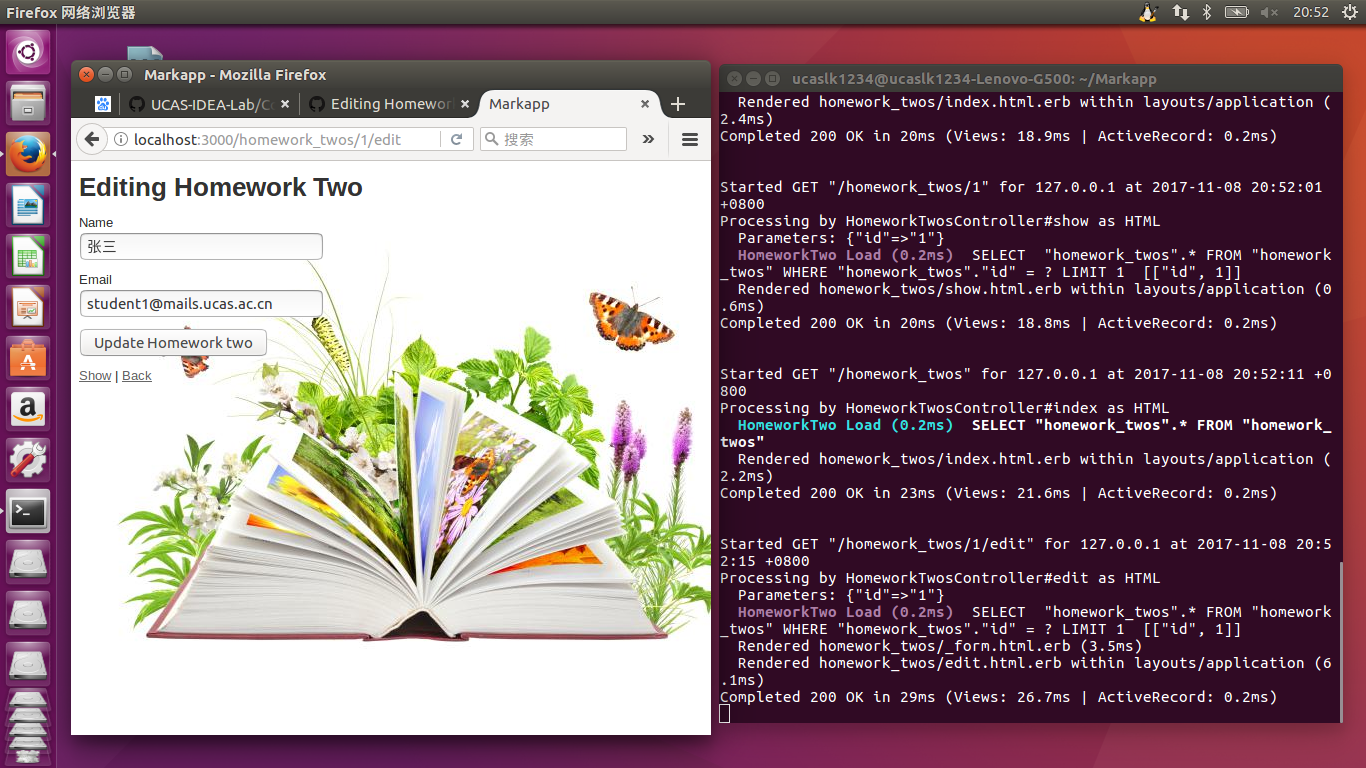 Firefox 网络浏览器
20:52
Markapp - Mozilla Firefox
UCAS-IDEA-Lab/Co
Editing Homewor
Markapp
localhost:3000/homework_twos/1/edit
搜索
Editing Homework Two
Name
张三
Email
student1@mails.ucas.ac.cn
Update Homework two
Show | Back
ucaslk1234@ucaslk1234-Lenovo-G500: ~/Markapp
  Rendered homework_twos/index.html.erb within layouts/application (
2.4ms)
Completed 200 OK in 20ms (Views: 18.9ms | ActiveRecord: 0.2ms)
Started GET "/homework_twos/1" for 127.0.0.1 at 2017-11-08 20:52:01
+0800
Processing by HomeworkTwosController#show as HTML
  Parameters: {"id"=>"1"}
  HomeworkTwo Load (0.2ms)  SELECT  "homework_twos".* FROM "homework
_twos" WHERE "homework_twos"."id" = ? LIMIT 1  [["id", 1]]
  Rendered homework_twos/show.html.erb within layouts/application (0
.6ms)
Completed 200 OK in 20ms (Views: 18.8ms | ActiveRecord: 0.2ms)
Started GET "/homework_twos" for 127.0.0.1 at 2017-11-08 20:52:11 +0
800
Processing by HomeworkTwosController#index as HTML
  HomeworkTwo Load (0.2ms)  SELECT "homework_twos".* FROM "homework_
twos"
  Rendered homework_twos/index.html.erb within layouts/application (
2.2ms)
Completed 200 OK in 23ms (Views: 21.6ms | ActiveRecord: 0.2ms)
Started GET "/homework_twos/1/edit" for 127.0.0.1 at 2017-11-08 20:5
2:15 +0800
Processing by HomeworkTwosController#edit as HTML
  Parameters: {"id"=>"1"}
  HomeworkTwo Load (0.2ms)  SELECT  "homework_twos".* FROM "homework
_twos" WHERE "homework_twos"."id" = ? LIMIT 1  [["id", 1]]
  Rendered homework_twos/_form.html.erb (3.5ms)
  Rendered homework_twos/edit.html.erb within layouts/application (6
.1ms)
Completed 200 OK in 29ms (Views: 26.7ms | ActiveRecord: 0.2ms)